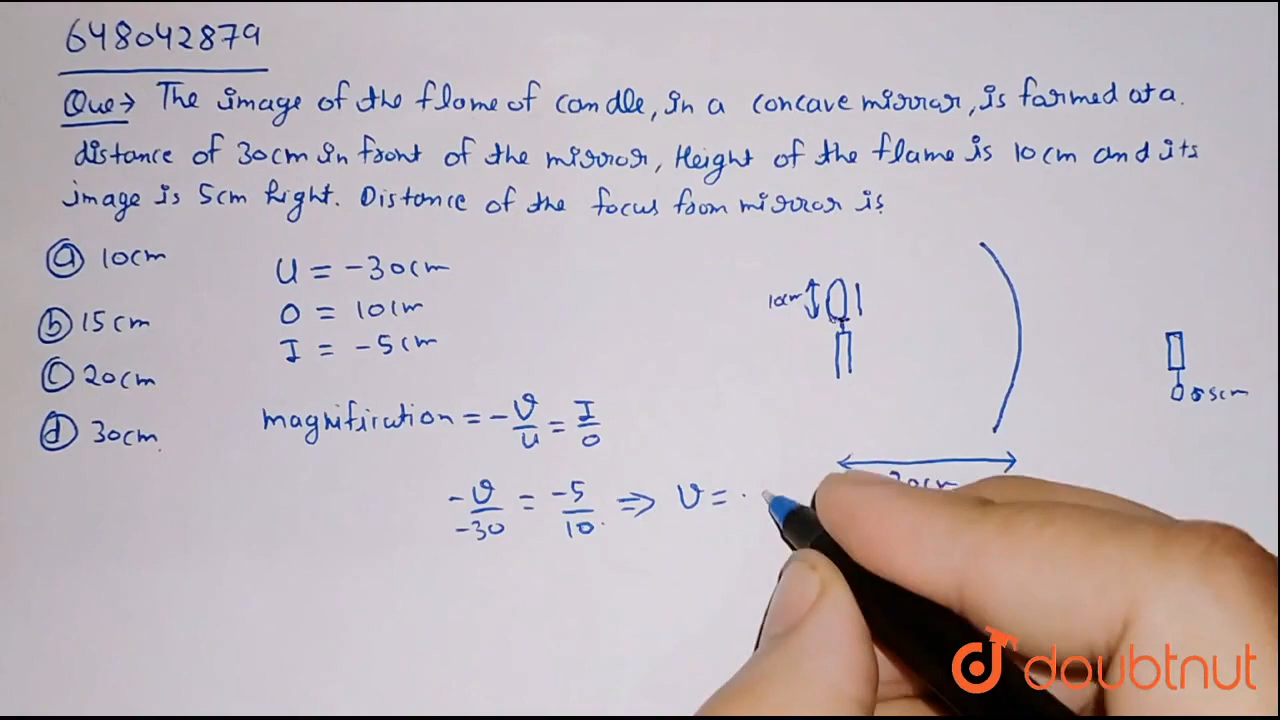 648042879
Que→ The image of the flame of candle, in a concave mirror, is formed at a
distance of 30cm in front of the mirror, Height of the flame is 10cm and its
image is 5cm hight. Distance of the focus from mirror is
(a) 10cm
(b) 15cm
(c) 20cm
(d) 30cm.
U = -30cm
O = 10cm
I = -5cm
magnification = -v/u = I/O
-v/-30 = -5/10 ⇒ v =
10cm
5cm
doubtnut